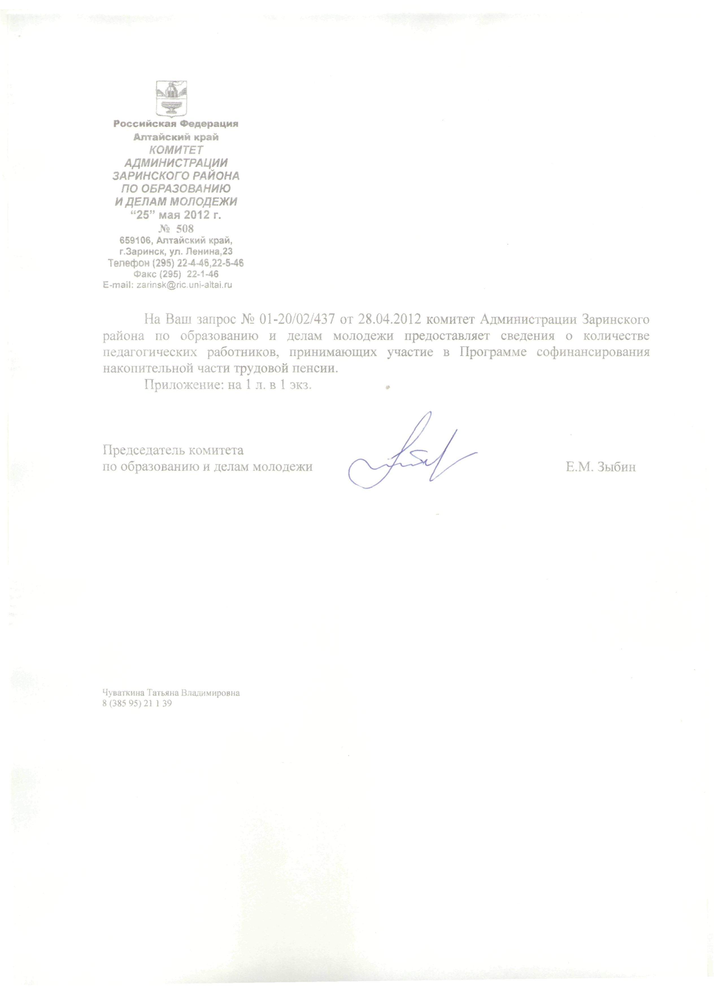 Российская Федерация
Алтайский край
КОМИТЕТ
АДМИНИСТРАЦИИ
ЗАРИНСКОГО РАЙОНА
ПО ОБРАЗОВАНИЮ
И ДЕЛАМ МОЛОДЕЖИ
“25” мая 2012 г.
№ 508
659106, Алтайский край,
г.Заринск, ул. Ленина,23
Телефон (295) 22-4-46,22-5-46
Факс (295) 22-1-46
E-mail: zarinsk@ric.uni-altai.ru
На Ваш запрос № 01-20/02/437 от 28.04.2012 комитет Администрации Заринского
района по образованию и делам молодежи предоставляет сведения о количестве
педагогических работников, принимающих участие в Программе софинансирования
накопительной части трудовой пенсии.
Приложение: на 1 л. в 1 экз.
Председатель комитета
по образованию и делам молодежи Е.М. Зыбин
Чуваткина Татьяна Владимировна
8 (385 95) 21 1 39